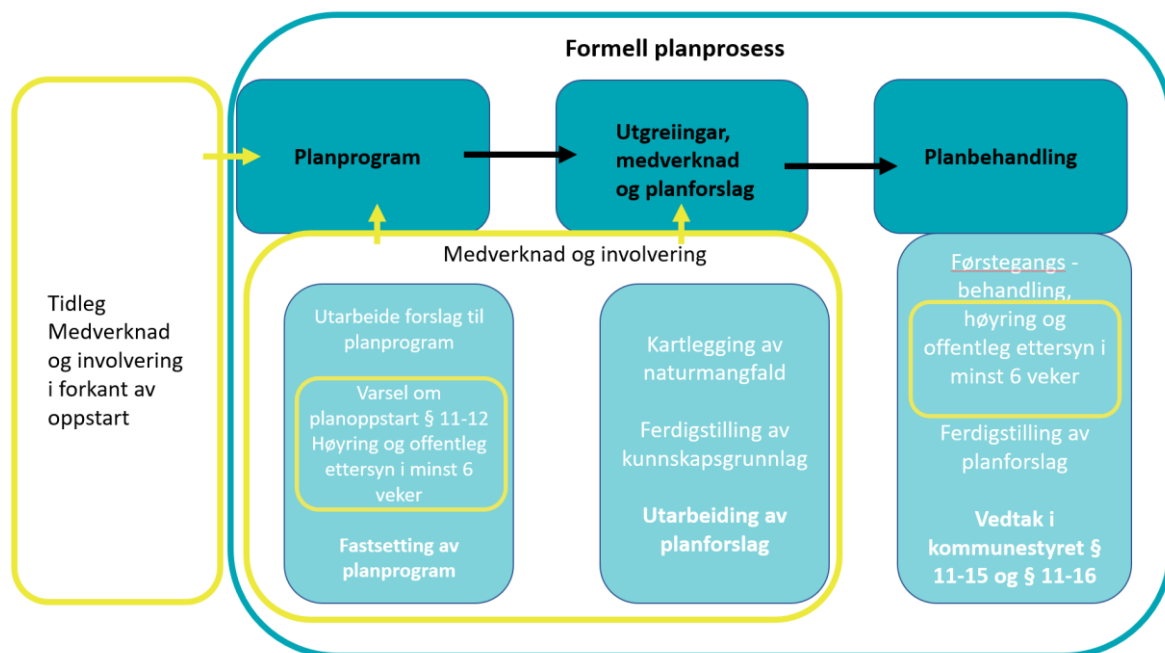 Formell planprosess
Tidleg
Medverknad
og involvering
i forkant av
oppstart
Planprogram
Utgreiingar,
medverknad
og planforslag
Planbehandling
Medverknad og involvering
Utarbeide forslag til
planprogram
Varsel om
planoppstart § 11-12
Høyring og offentleg
ettersyn i minst 6
veker
Fastsetting av
planprogram
Kartlegging av
naturmangfald
Ferdigstilling av
kunnskapsgrunnlag
Utarbeiding av
planforslag
Førstegangs -
behandling,
høyring og
offentleg ettersyn i
minst 6 veker
Ferdigstilling av
planforslag
Vedtak i
kommunestyret §
11-15 og § 11-16